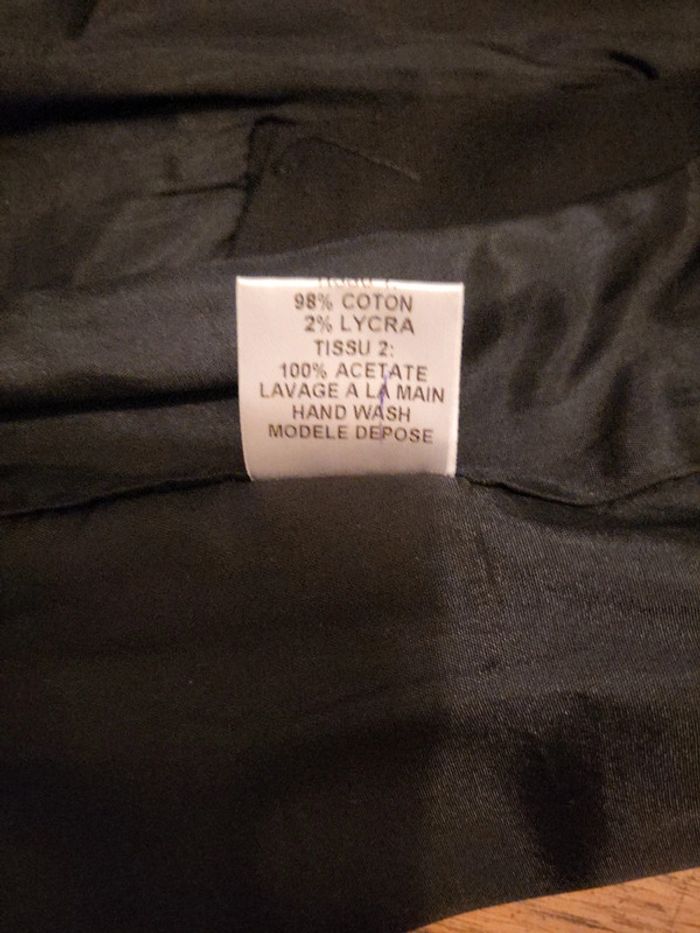 98% COTON
2% LYCRA
TISSU 2:
100% ACETATE
LAVAGE A LA MAIN
HAND WASH
MODELE DEPOSE